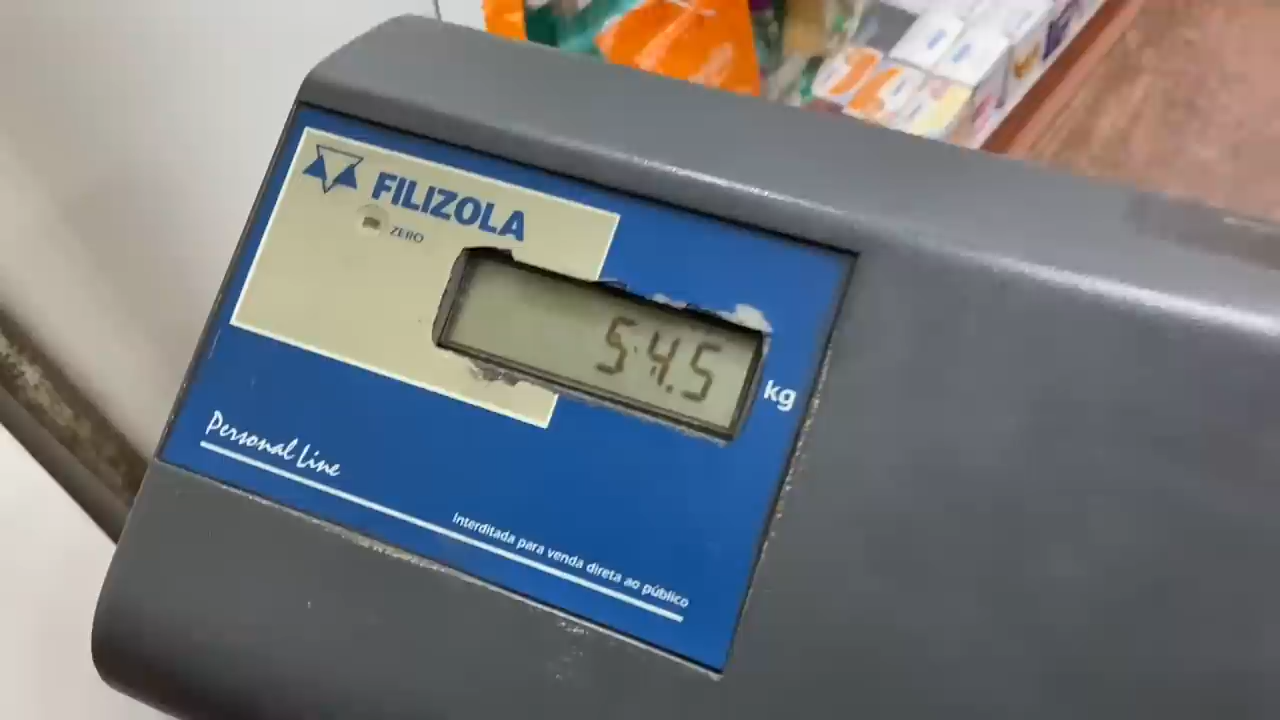 FILIZOLA
ZERO
54.5
kg
Personal Line
Interditada para venda direta ao público